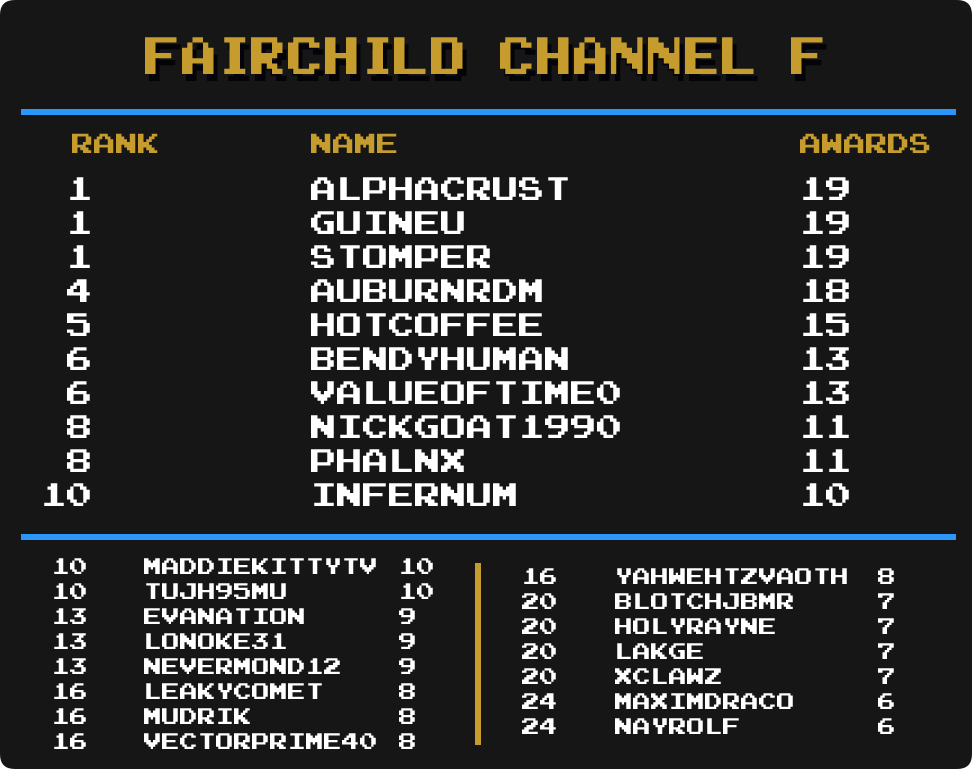 FAIRCHILD CHANNEL F
RANK NAME AWARDS
1 ALPHACRUST 19
1 GUINEU 19
1 STOMPER 19
4 AUBURNRDM 18
5 HOTCOFFEE 15
6 BENDYHUMAN 13
6 VALUEOFTIME0 13
8 NICKGOAT1990 11
8 PHALNX 11
10 INFERNUM 10
10 MADDIEKITTYTV 10
10 TUJH95MU 10
13 EVANATION 9
13 LONOKE31 9
13 NEVERMOND12 9
16 LEAKYCOMET 8
16 MUDRIK 8
16 VECTORPRIME40 8
16 YAHWEHTZVAOTH 8
20 BLOTCHJBMR 7
20 HOLYRAYNE 7
20 LAKGE 7
20 XCLAWZ 7
24 MAXIMDRACO 6
24 NAYROLF 6